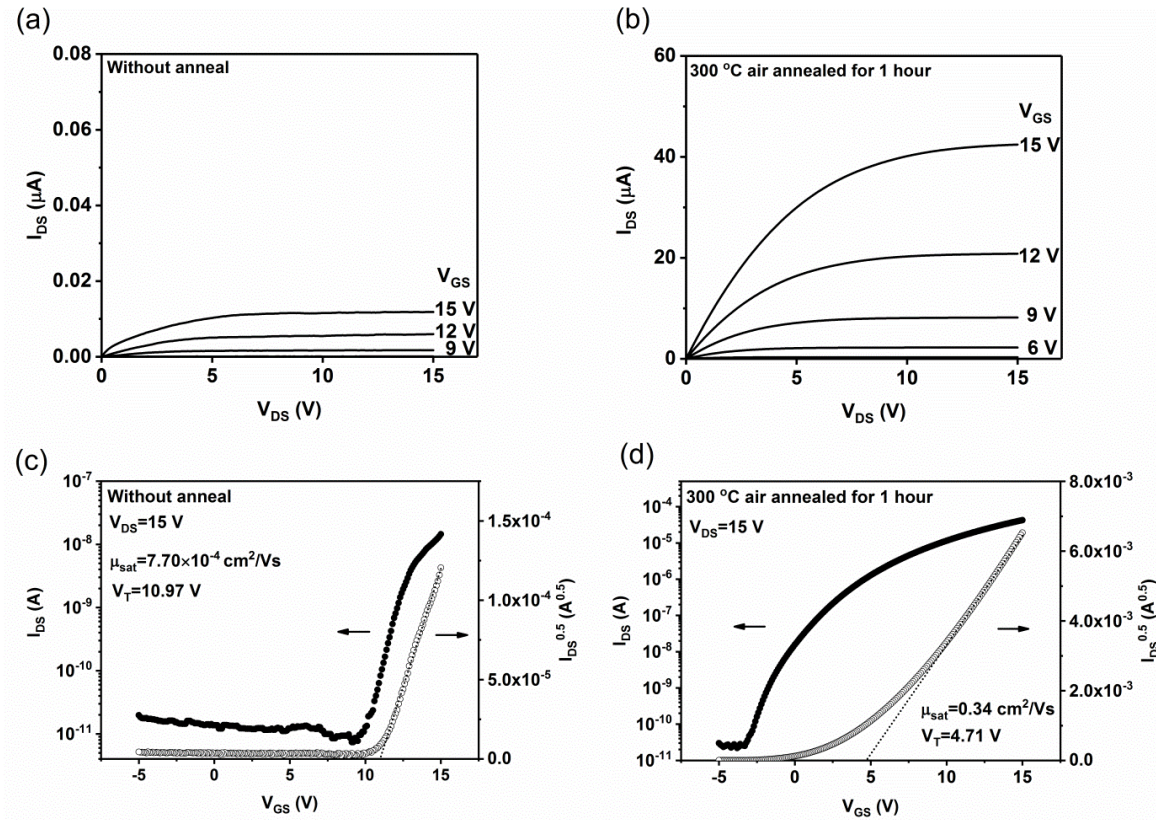 (a)
0.08
0.06
0.04
0.02
0.00
I_DS (μA)
Without anneal
V_GS
15 V
12 V
9 V
0
5
10
15
V_DS (V)
(b)
60
40
20
0
I_DS (μA)
300 °C air annealed for 1 hour
V_GS
15 V
12 V
9 V
6 V
0
5
10
15
V_DS (V)
(c)
10⁻⁷
10⁻⁸
10⁻⁹
10⁻¹⁰
10⁻¹¹
I_DS (A)
Without anneal
V_DS=15 V
μ_sat=7.70×10⁻⁴ cm²/Vs
V_T=10.97 V
1.5x10⁻⁴
1.0x10⁻⁴
5.0x10⁻⁵
0.0
I_DS^0.5 (A^0.5)
-5
0
5
10
15
V_GS (V)
(d)
10⁻⁴
10⁻⁵
10⁻⁶
10⁻⁷
10⁻⁸
10⁻⁹
10⁻¹⁰
10⁻¹¹
I_DS (A)
300 °C air annealed for 1 hour
V_DS=15 V
μ_sat=0.34 cm²/Vs
V_T=4.71 V
8.0x10⁻³
6.0x10⁻³
4.0x10⁻³
2.0x10⁻³
0.0
I_DS^0.5 (A^0.5)
-5
0
5
10
15
V_GS (V)